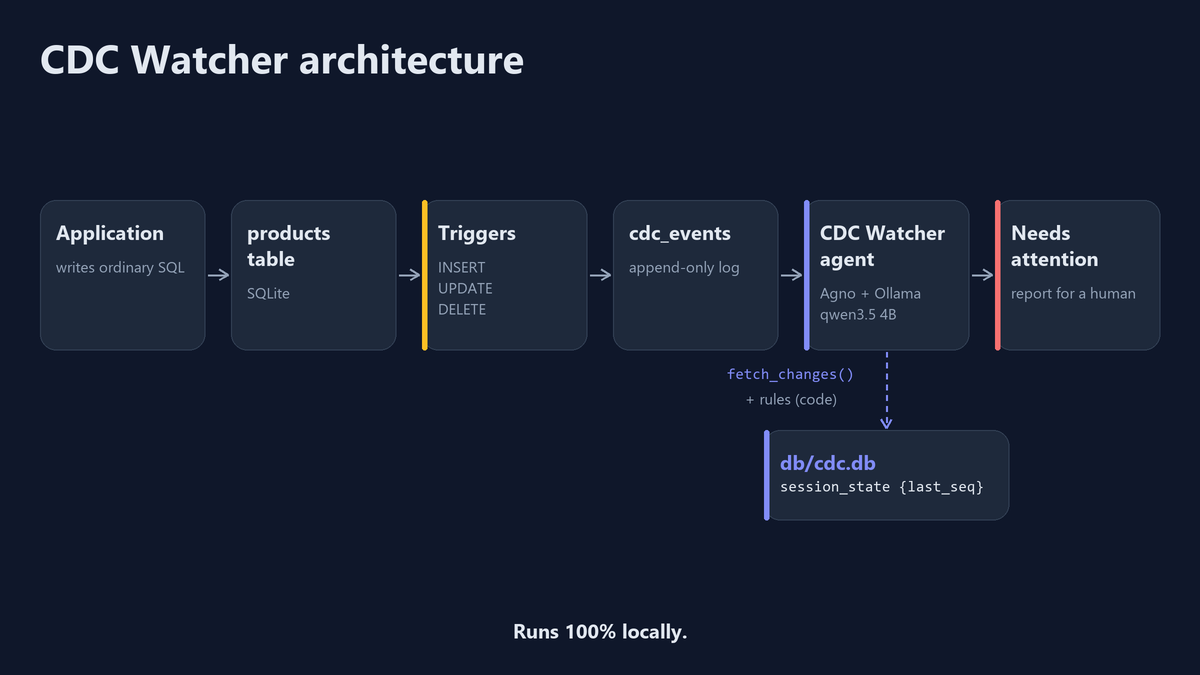 CDC Watcher architecture
Application
writes ordinary SQL
products
table
SQLite
Triggers
INSERT
UPDATE
DELETE
cdc_events
append-only log
CDC Watcher
agent
Agno + Ollama
qwen3.5 4B
Needs
attention
report for a human
fetch_changes()
+ rules (code)
db/cdc.db
session_state {last_seq}
Runs 100% locally.